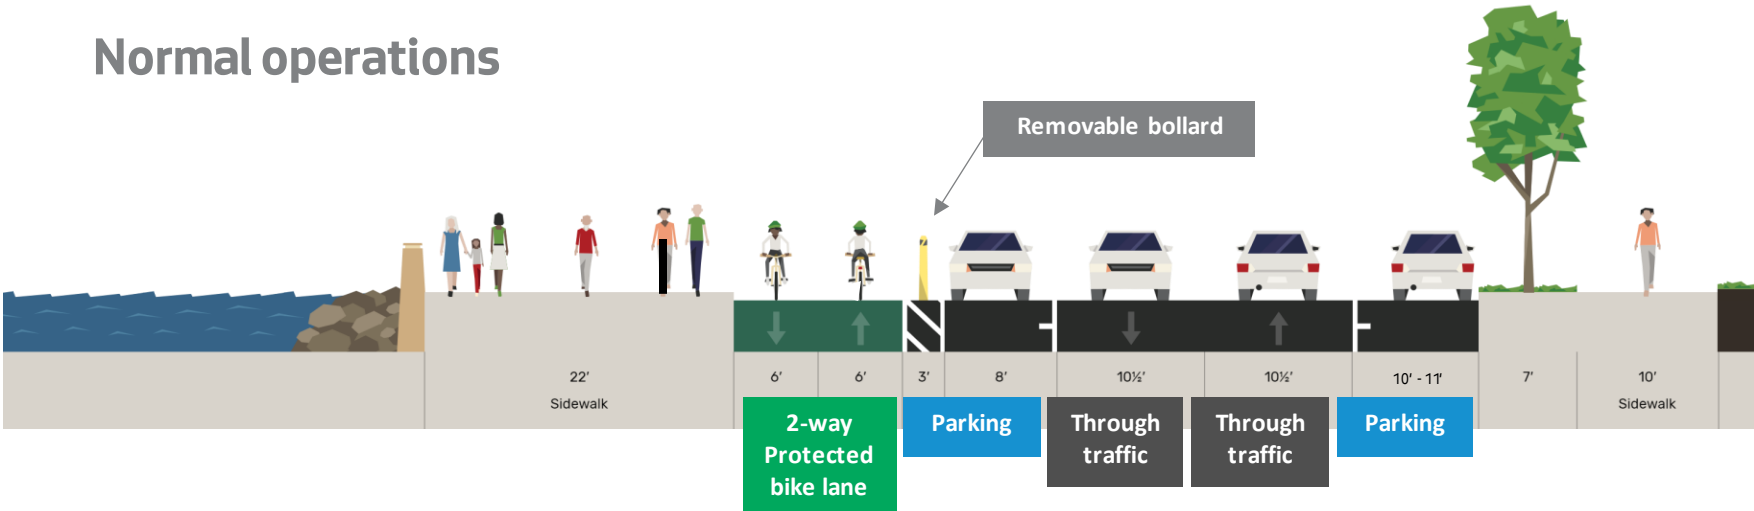 Normal operations
Removable bollard
22'
6'
6'
3'
8'
10½'
10½'
10' - 11'
7'
10'
Sidewalk
Sidewalk
2-way
Protected
bike lane
Parking
Through
traffic
Through
traffic
Parking